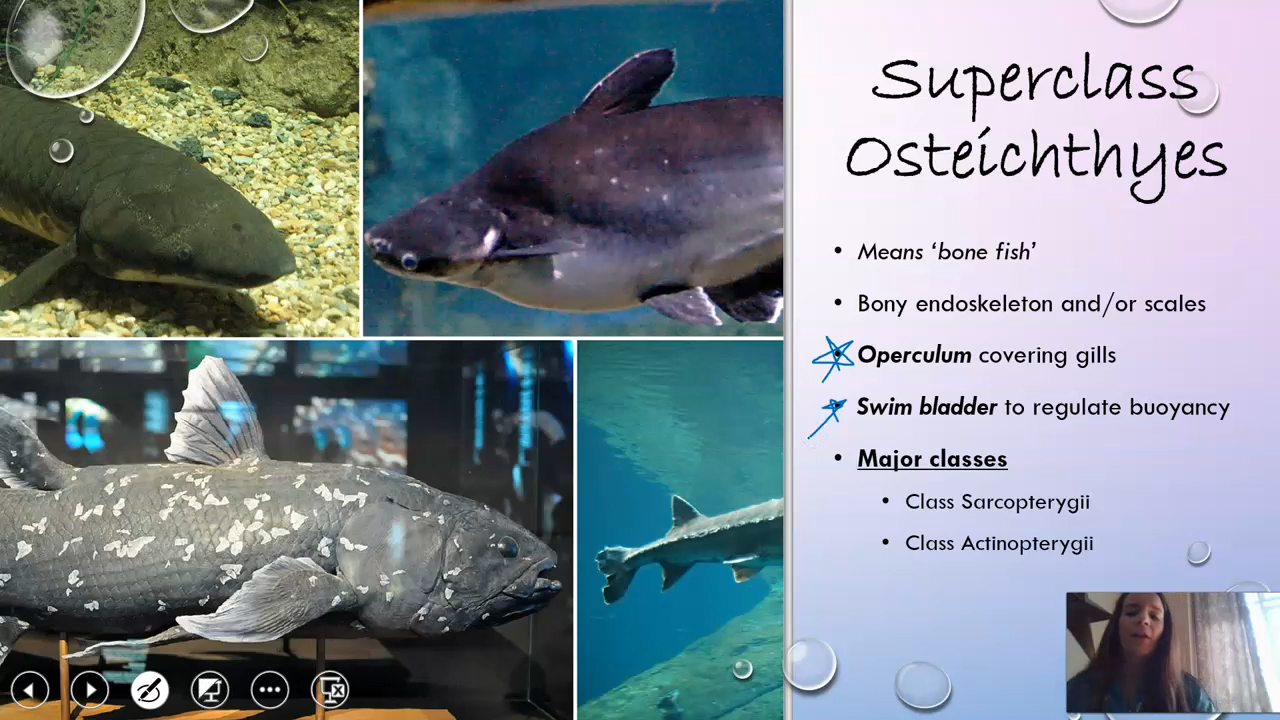 Superclass
Osteichthyes
• Means ‘bone fish’
• Bony endoskeleton and/or scales
• Operculum covering gills
• Swim bladder to regulate buoyancy
• Major classes
• Class Sarcopterygii
• Class Actinopterygii